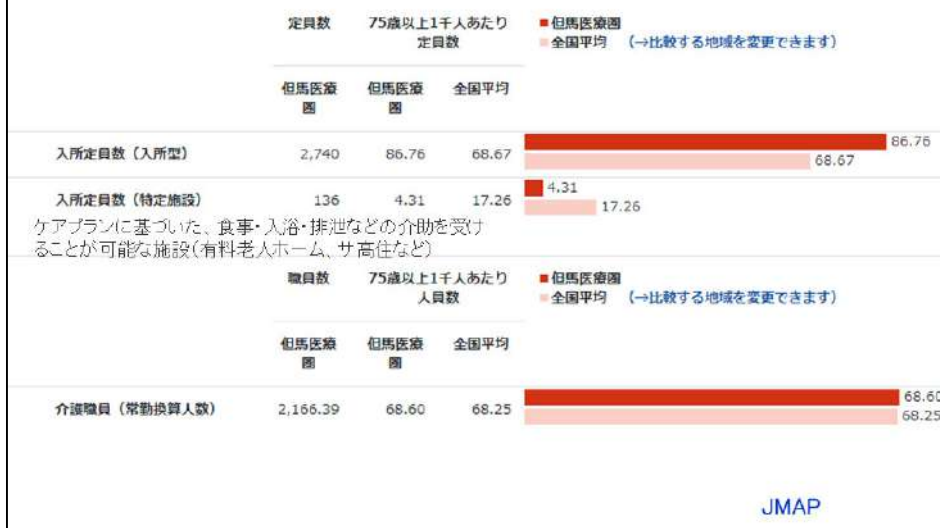 定員数 75歳以上1千人あたり ■但馬医療圏
定員数 ■全国平均 (→比較する地域を変更できます)
但馬医療 但馬医療 全国平均
圏 圏
入所定員数(入所型) 2,740 86.76 68.67 86.76
68.67
入所定員数(特定施設) 136 4.31 17.26 4.31
17.26
ケアプランに基づいた、食事・入浴・排泄などの介助を受け
ることが可能な施設(有料老人ホーム、サ高住など)
職員数 75歳以上1千人あたり ■但馬医療圏
人員数 ■全国平均 (→比較する地域を変更できます)
但馬医療 但馬医療 全国平均
圏 圏
介護職員(常勤換算人数) 2,166.39 68.60 68.25 68.60
68.25
JMAP